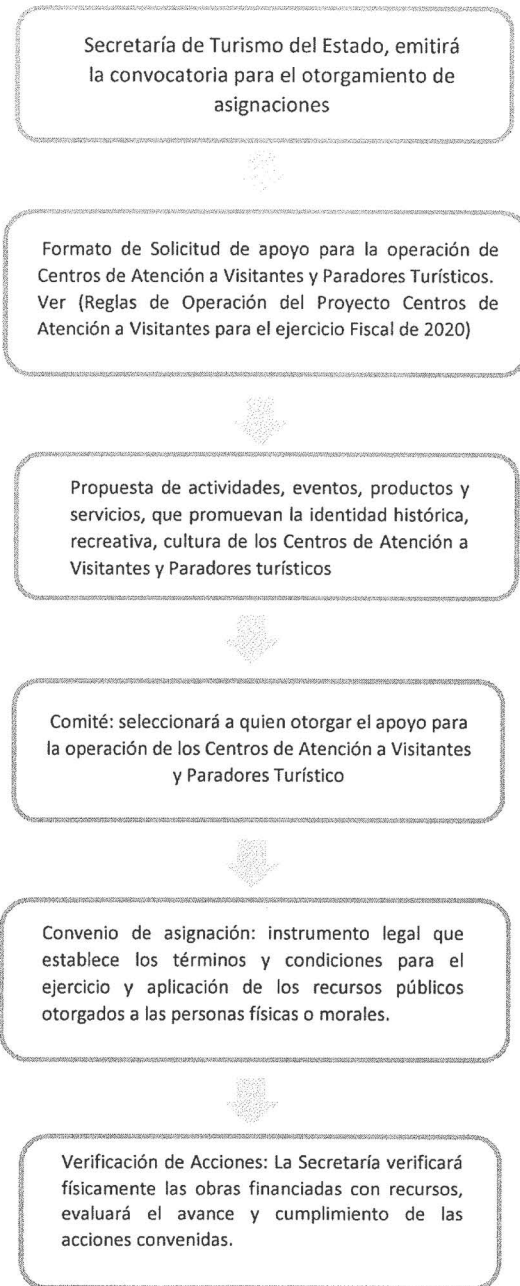 Secretaría de Turismo del Estado, emitirá
la convocatoria para el otorgamiento de
asignaciones
Formato de Solicitud de apoyo para la operación de
Centros de Atención a Visitantes y Paradores Turísticos.
Ver (Reglas de Operación del Proyecto Centros de
Atención a Visitantes para el ejercicio Fiscal de 2020)
Propuesta de actividades, eventos, productos y
servicios, que promuevan la identidad histórica,
recreativa, cultura de los Centros de Atención a
Visitantes y Paradores turísticos
Comité: seleccionará a quien otorgar el apoyo para
la operación de los Centros de Atención a Visitantes
y Paradores Turístico
Convenio de asignación: instrumento legal que
establece los términos y condiciones para el
ejercicio y aplicación de los recursos públicos
otorgados a las personas físicas o morales.
Verificación de Acciones: La Secretaría verificará
físicamente las obras financiadas con recursos,
evaluará el avance y cumplimiento de las
acciones convenidas.